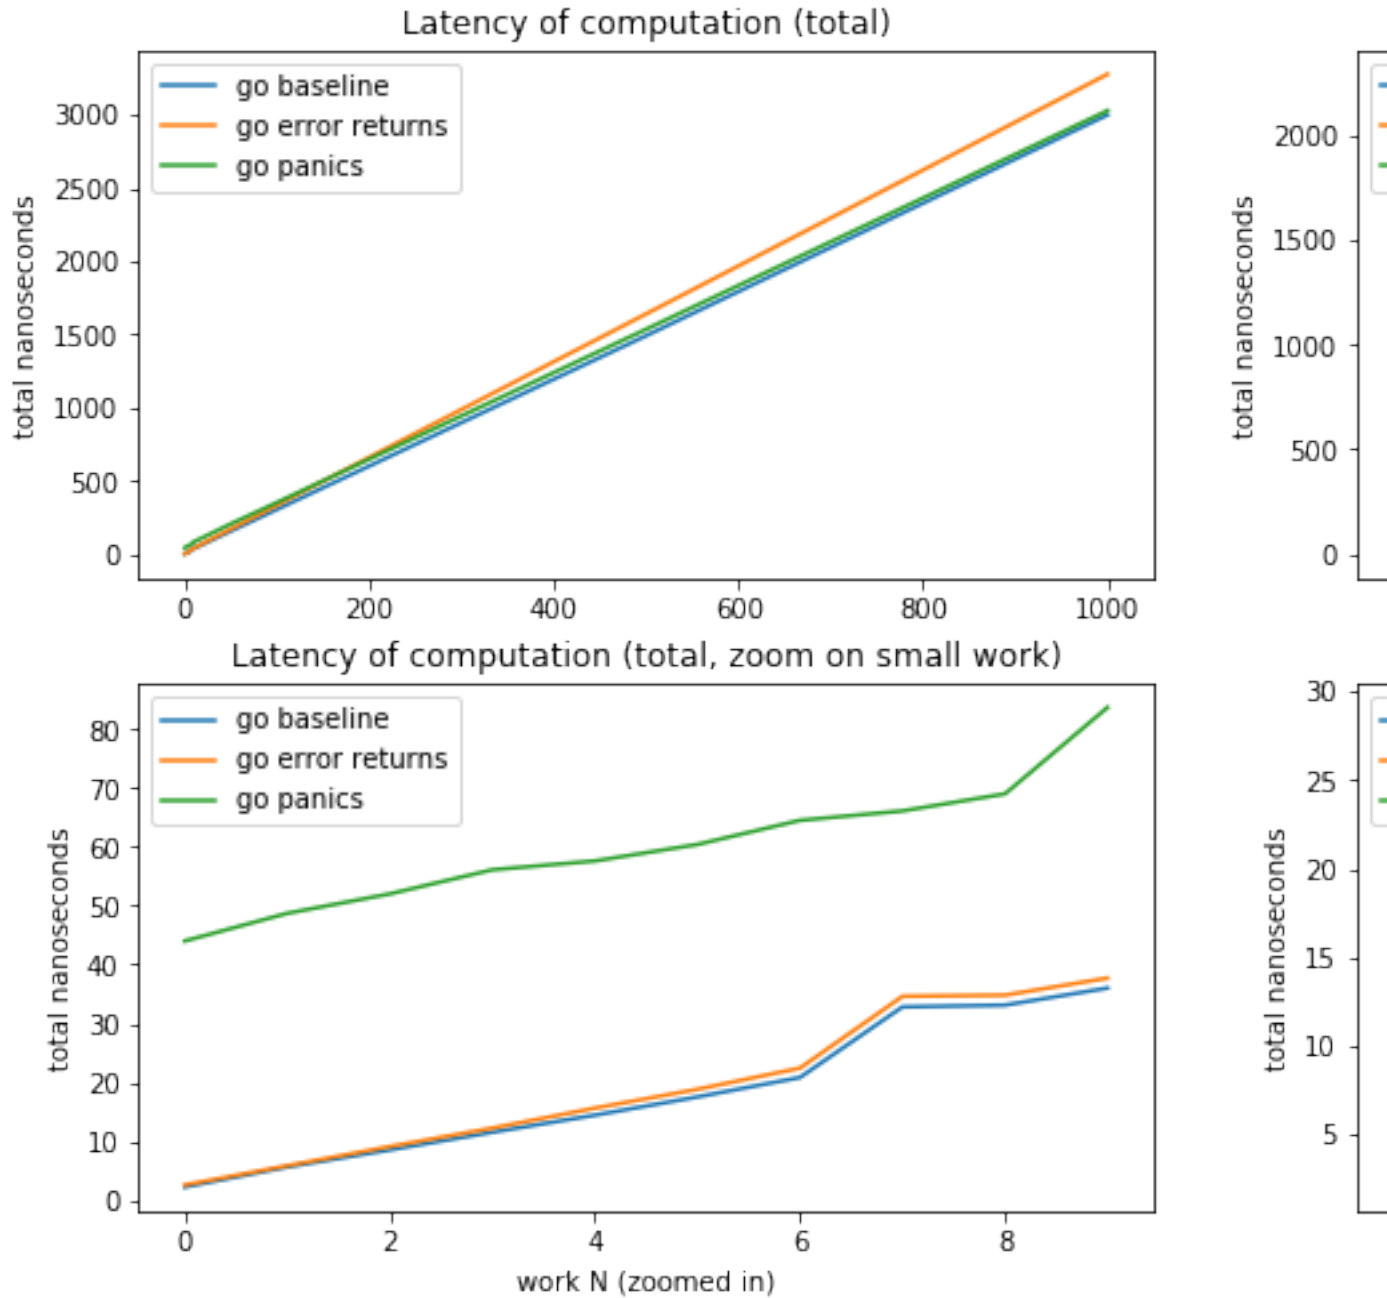 Latency of computation (total)
go baseline
go error returns
go panics
total nanoseconds
3000
2500
2000
1500
1000
500
0
0 200 400 600 800 1000
total nanoseconds
2000
1500
1000
500
0
Latency of computation (total, zoom on small work)
go baseline
go error returns
go panics
total nanoseconds
80
70
60
50
40
30
20
10
0
0 2 4 6 8
work N (zoomed in)
total nanoseconds
30
25
20
15
10
5